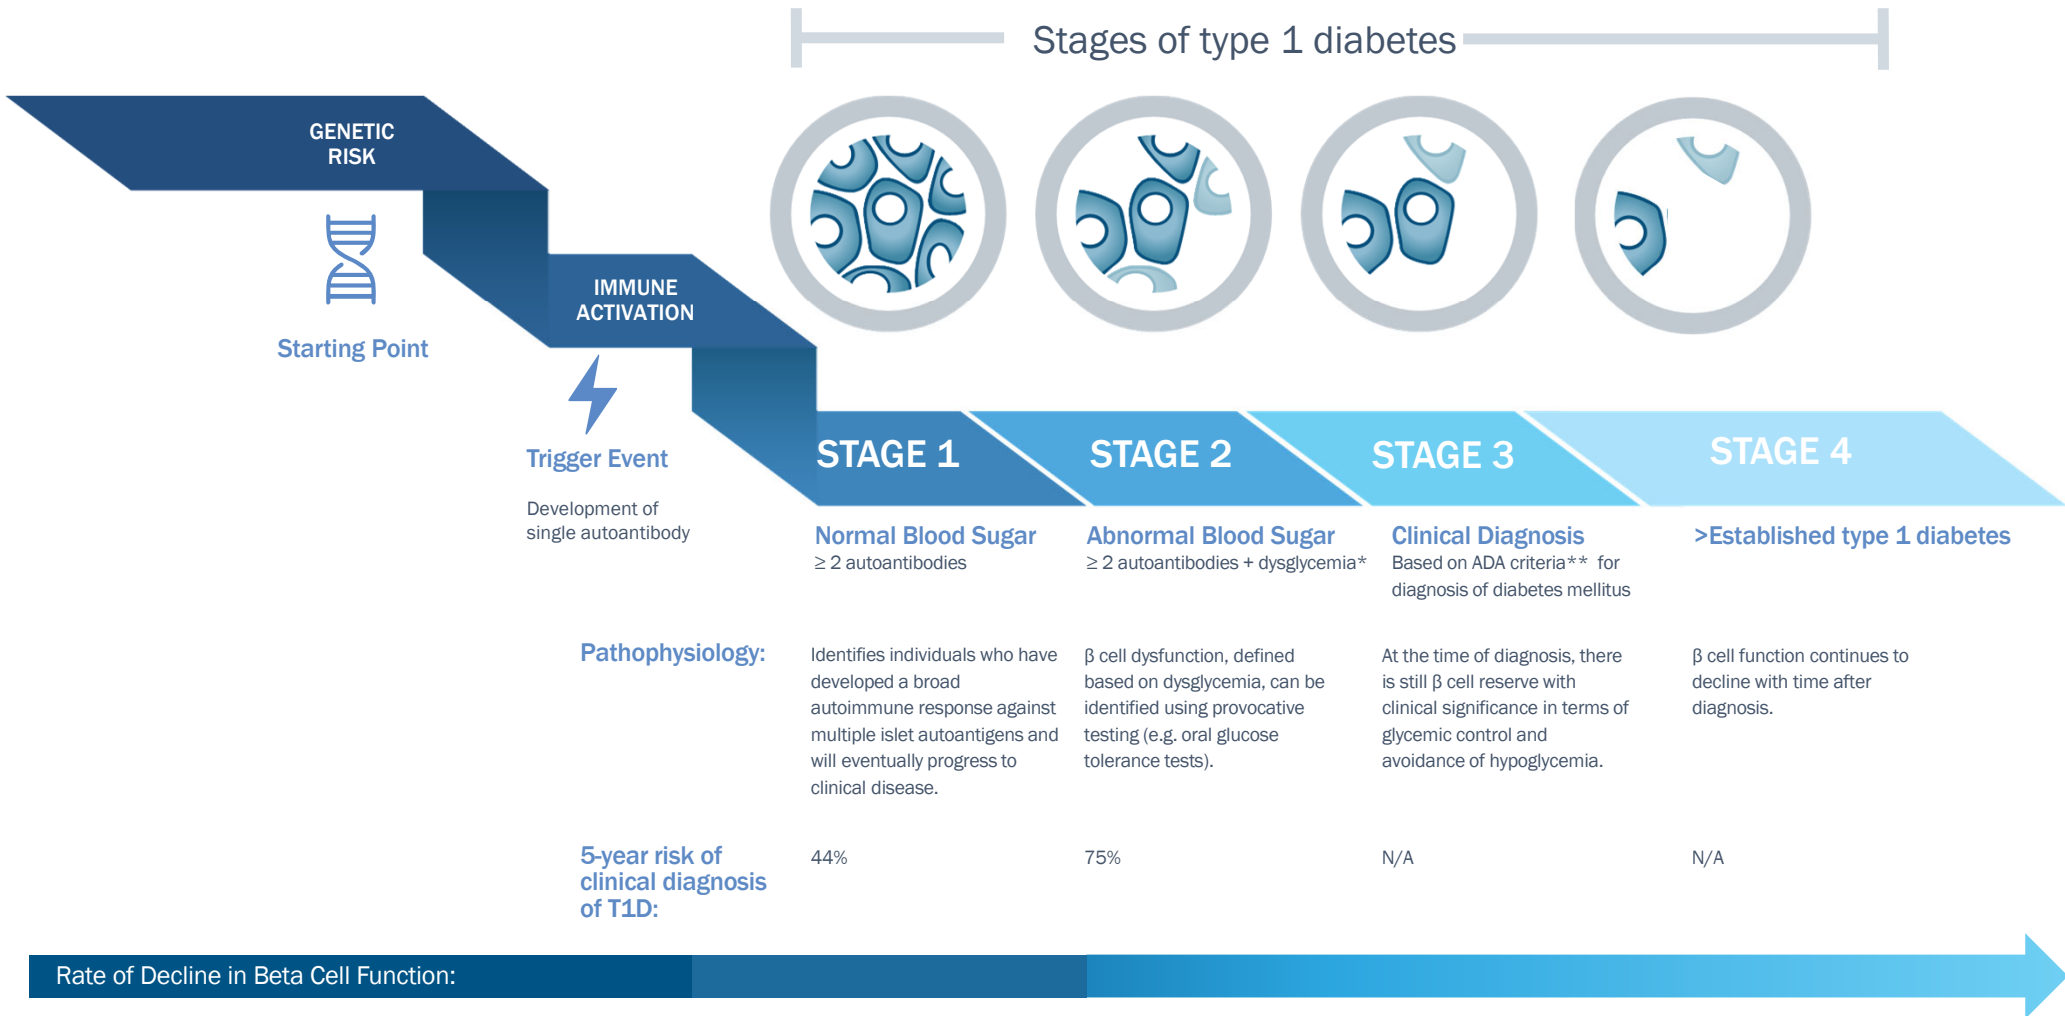 Stages of type 1 diabetes
GENETIC
RISK
Starting Point
IMMUNE
ACTIVATION
Trigger Event
Development of
single autoantibody
STAGE 1
STAGE 2
STAGE 3
STAGE 4
Normal Blood Sugar
≥ 2 autoantibodies
Abnormal Blood Sugar
≥ 2 autoantibodies + dysglycemia*
Clinical Diagnosis
Based on ADA criteria** for
diagnosis of diabetes mellitus
>Established type 1 diabetes
Pathophysiology:
Identifies individuals who have
developed a broad
autoimmune response against
multiple islet autoantigens and
will eventually progress to
clinical disease.
β cell dysfunction, defined
based on dysglycemia, can be
identified using provocative
testing (e.g. oral glucose
tolerance tests).
At the time of diagnosis, there
is still β cell reserve with
clinical significance in terms of
glycemic control and
avoidance of hypoglycemia.
β cell function continues to
decline with time after
diagnosis.
5-year risk of
clinical diagnosis
of T1D:
44%
75%
N/A
N/A
Rate of Decline in Beta Cell Function: